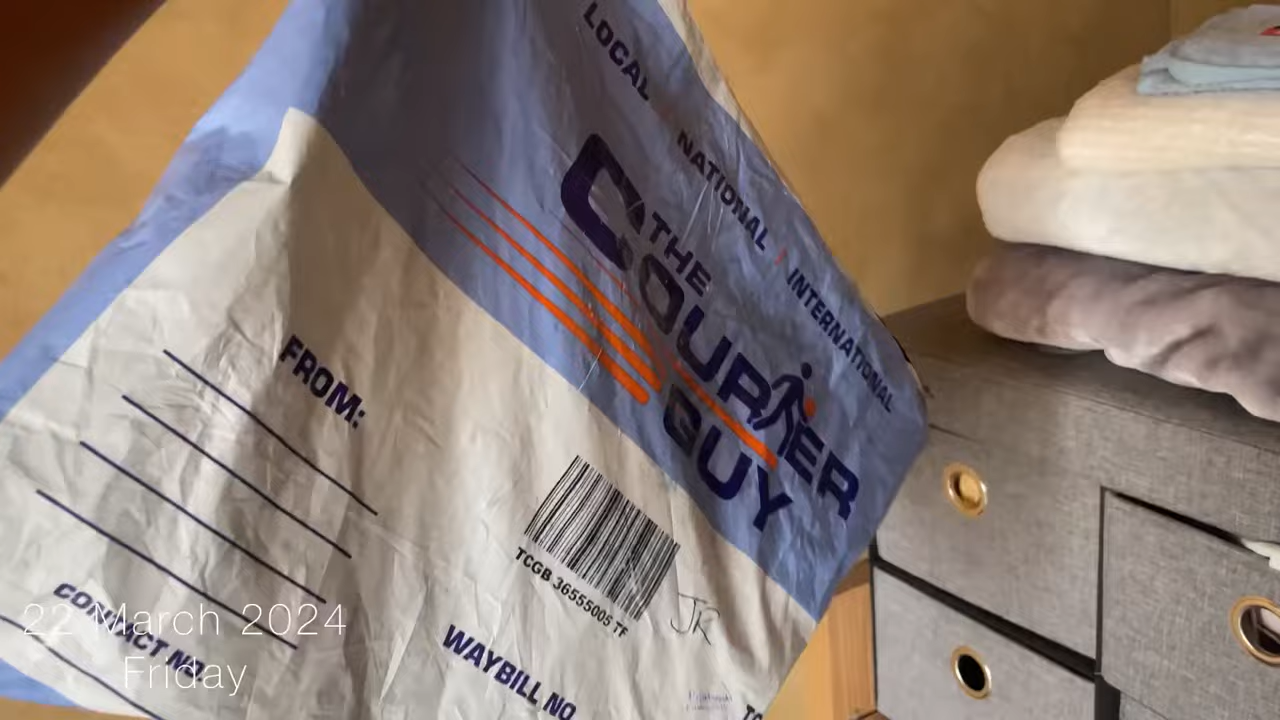 LOCAL | NATIONAL | INTERNATIONAL
THE
COURIER
GUY
FROM:
TCGB 36555005 TF
JR
CONTACT NO.
WAYBILL NO
TO
22 March 2024
Friday